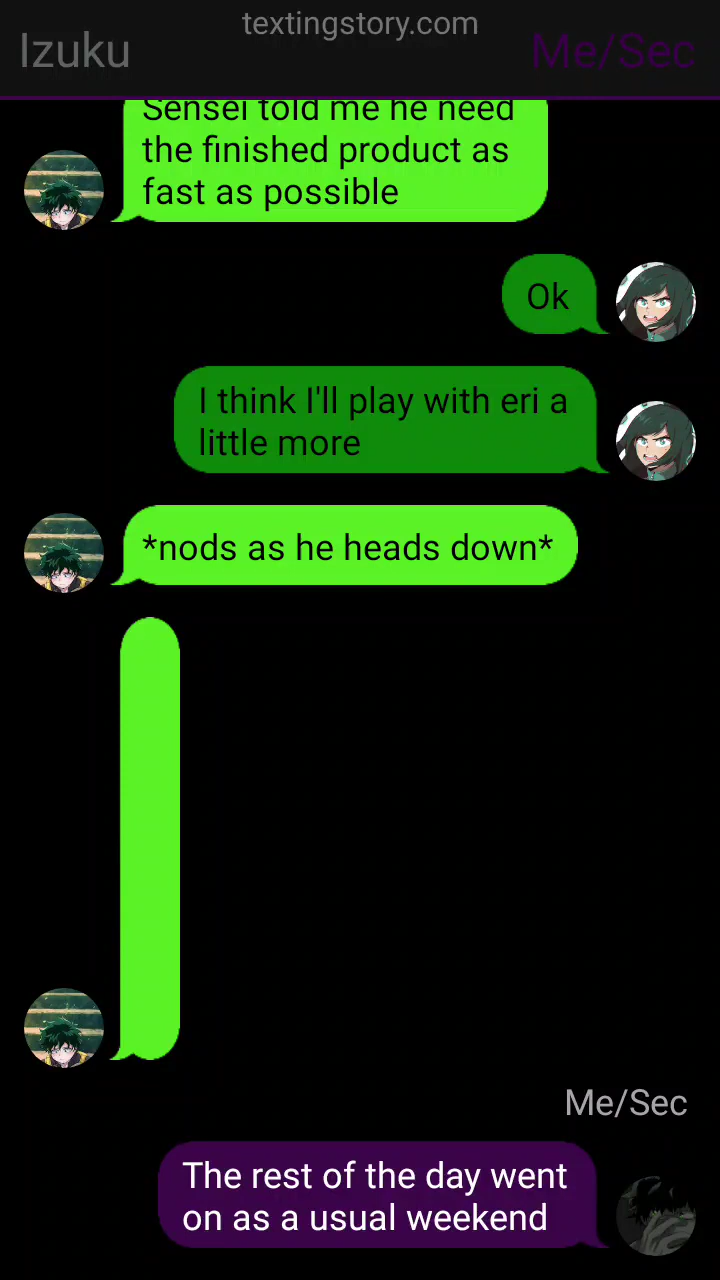 textingstory.com
Izuku
Me/Sec
Sensei told me he need
the finished product as
fast as possible
Ok
I think I'll play with eri a
little more
*nods as he heads down*
Me/Sec
The rest of the day went
on as a usual weekend